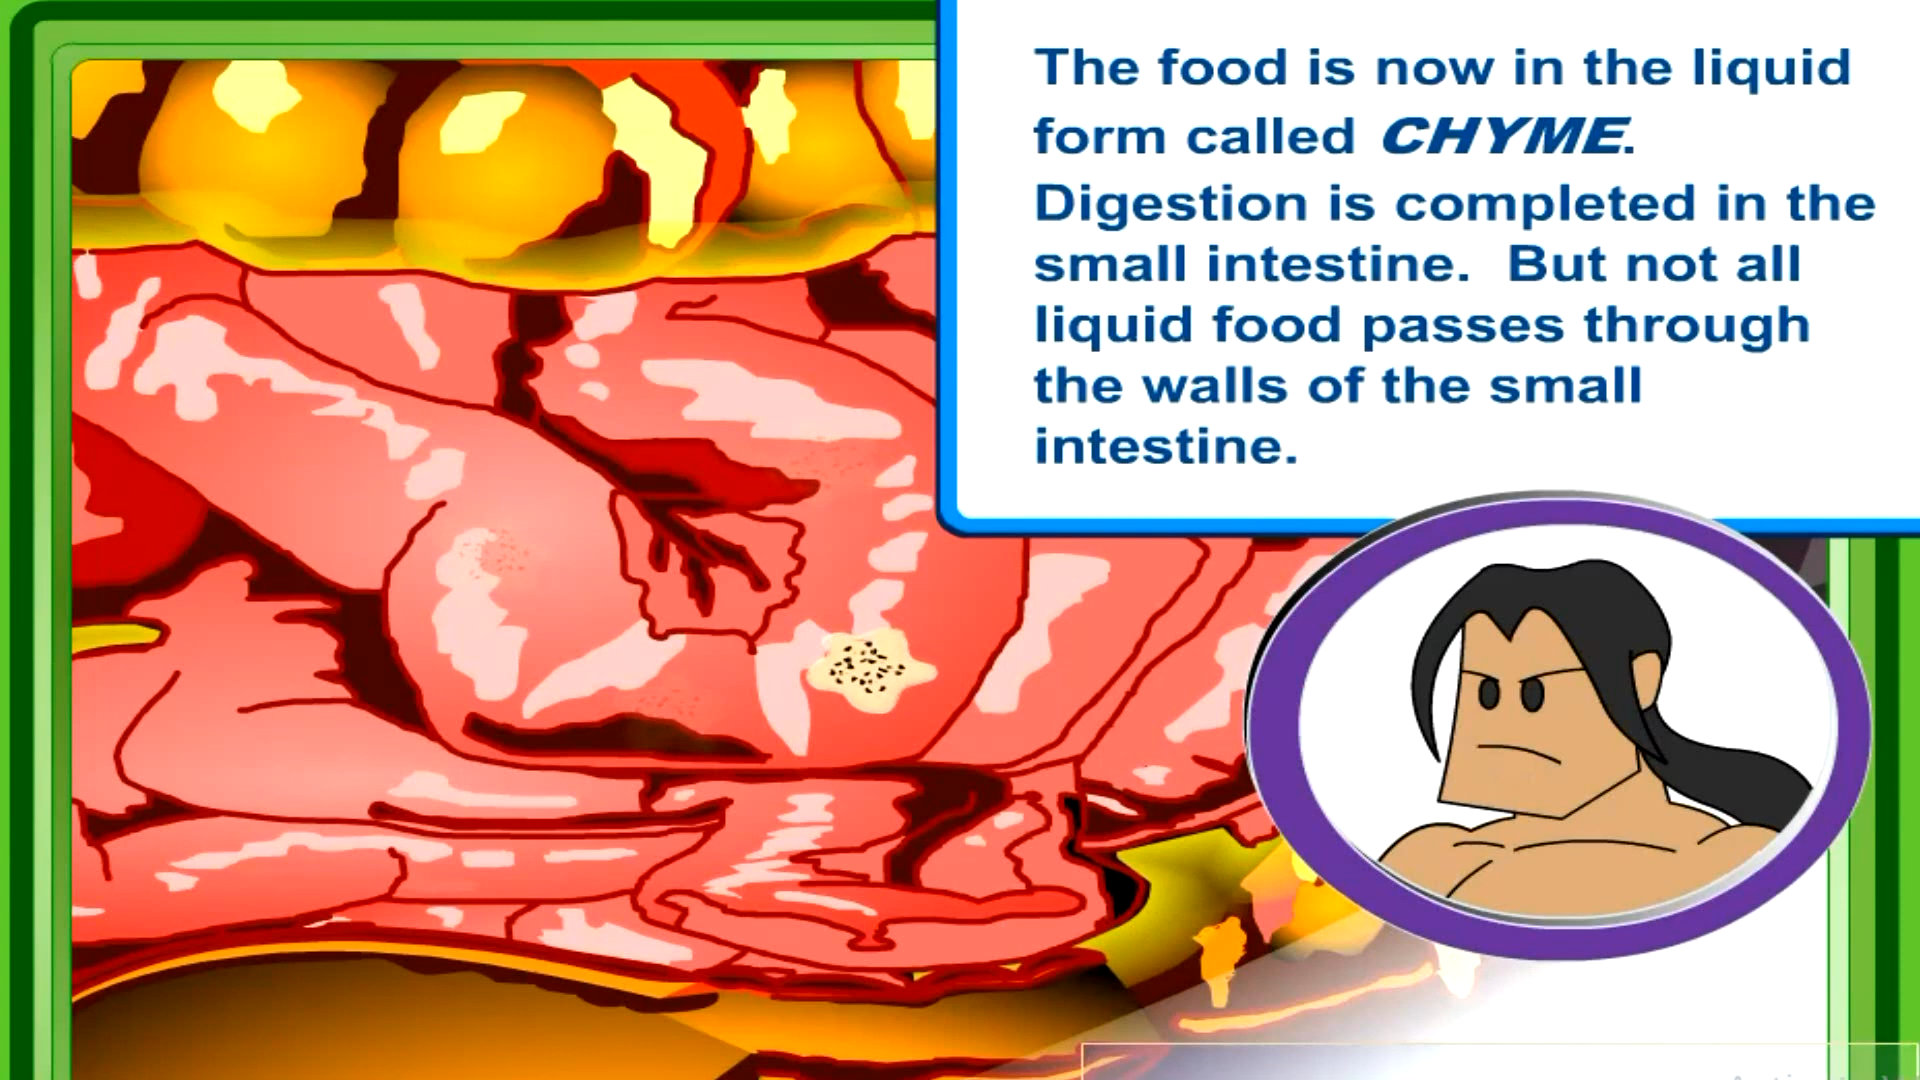 The food is now in the liquid
form called CHYME.
Digestion is completed in the
small intestine.  But not all
liquid food passes through
the walls of the small
intestine.